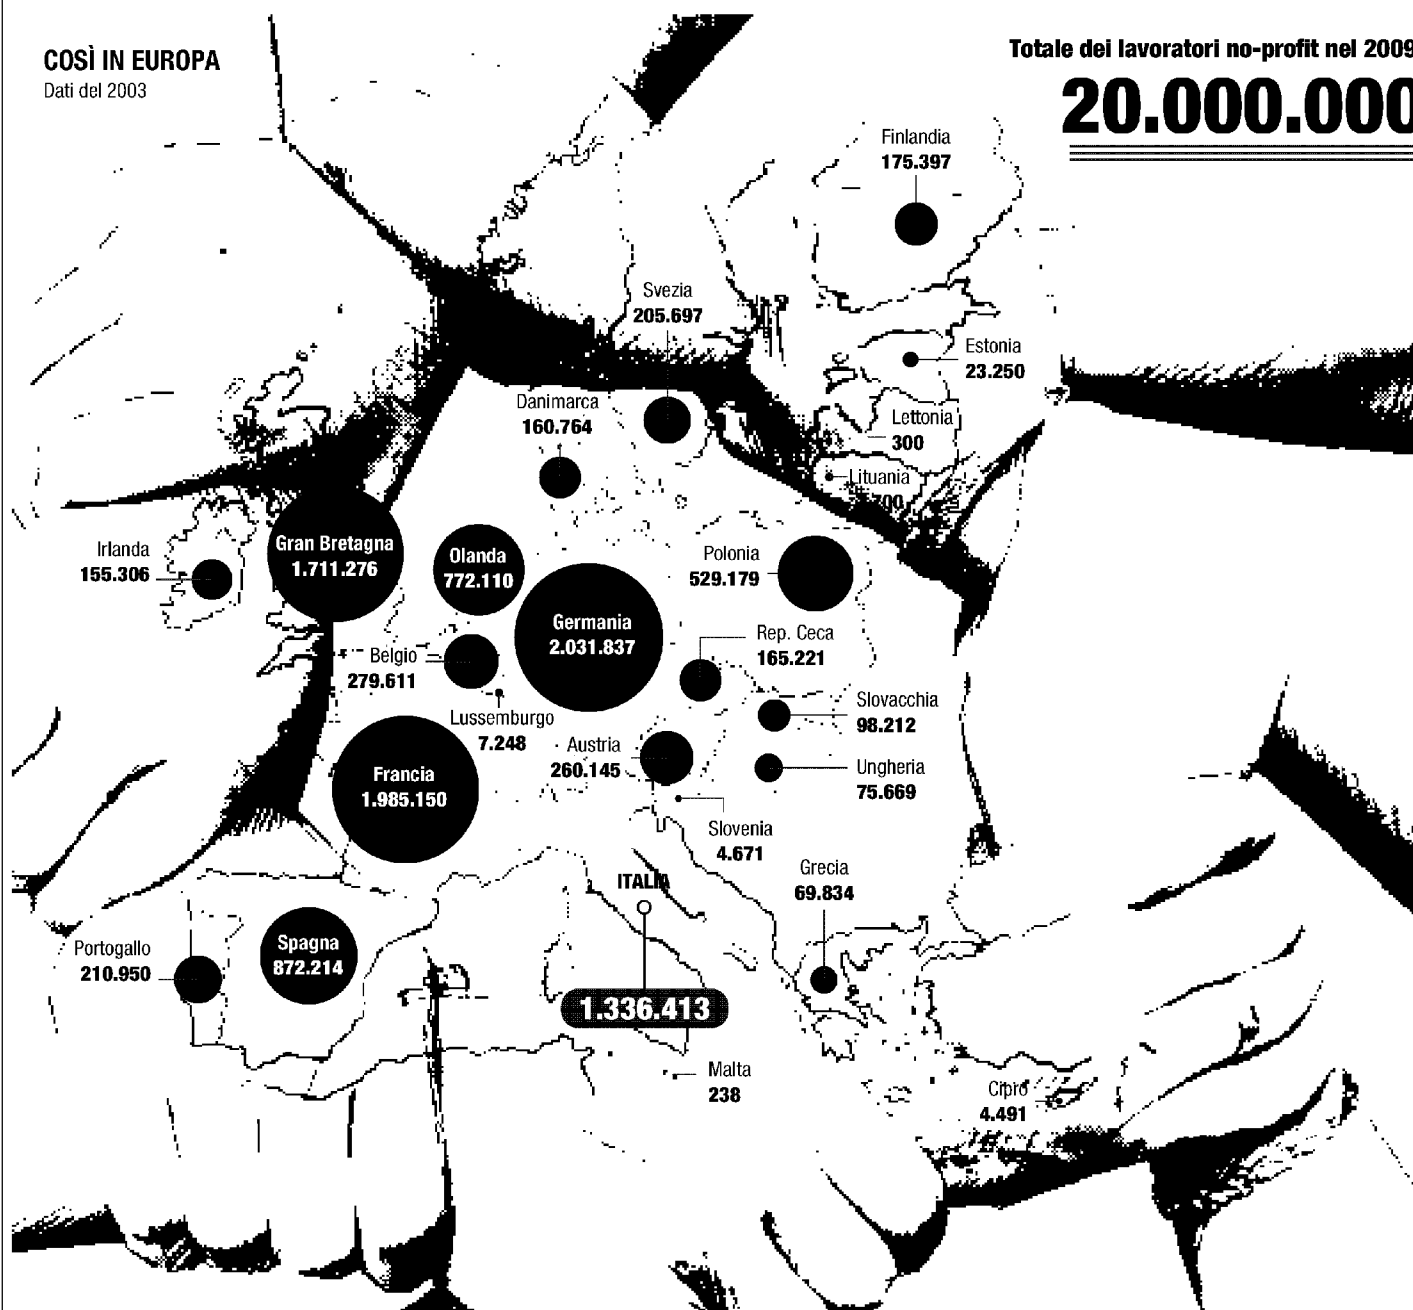 COSÌ IN EUROPA
Dati del 2003
Totale dei lavoratori no-profit nel 2009
20.000.000
Finlandia
175.397
Svezia
205.697
Estonia
23.250
Danimarca
160.764
Lettonia
300
Lituania
Irlanda
155.306
Gran Bretagna
1.711.276
Olanda
772.110
Polonia
529.179
Germania
2.031.837
Rep. Ceca
165.221
Belgio
279.611
Slovacchia
98.212
Lussemburgo
7.248
Austria
260.145
Ungheria
75.669
Francia
1.985.150
Slovenia
4.671
Grecia
69.834
ITALIA
1.336.413
Portogallo
210.950
Spagna
872.214
Malta
238
Cipro
4.491